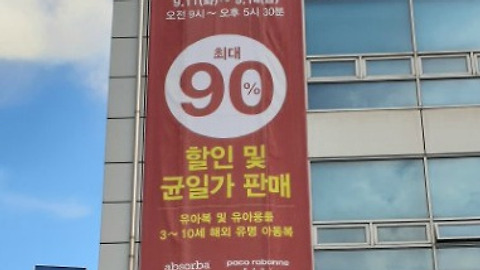 오전 9시~오후 5시 30분
최대
90%
할인 및
균일가 판매
유아복 및 유아용품
3~10세 해외 유명 아동복
absorba paco rabanne